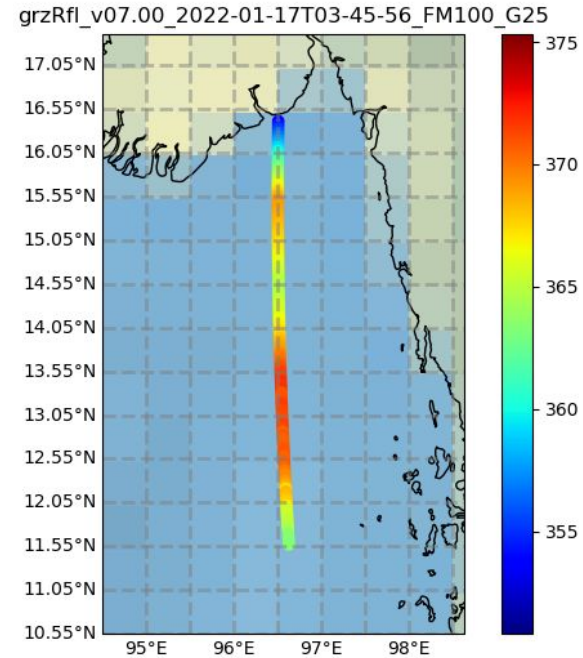 grzRfl_v07.00_2022-01-17T03-45-56_FM100_G25
17.05°N
16.55°N
16.05°N
15.55°N
15.05°N
14.55°N
14.05°N
13.55°N
13.05°N
12.55°N
12.05°N
11.55°N
11.05°N
10.55°N
95°E 96°E 97°E 98°E
375
370
365
360
355